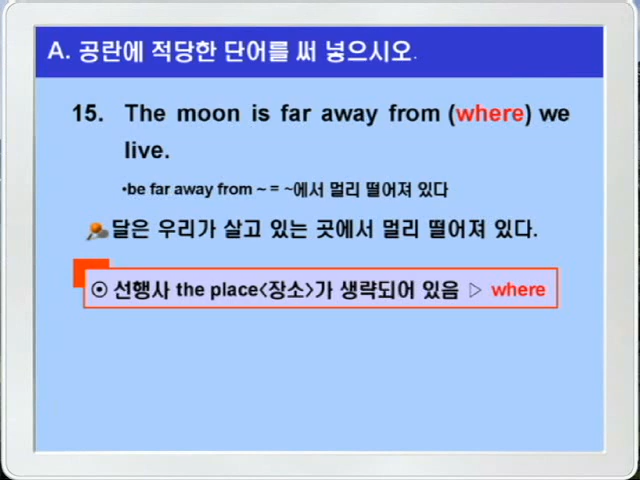 A. 공란에 적당한 단어를 써 넣으시오.
15. The moon is far away from (where) we
live.
•be far away from ~ = ~에서 멀리 떨어져 있다
달은 우리가 살고 있는 곳에서 멀리 떨어져 있다.
⊙ 선행사 the place<장소>가 생략되어 있음 ▷ where